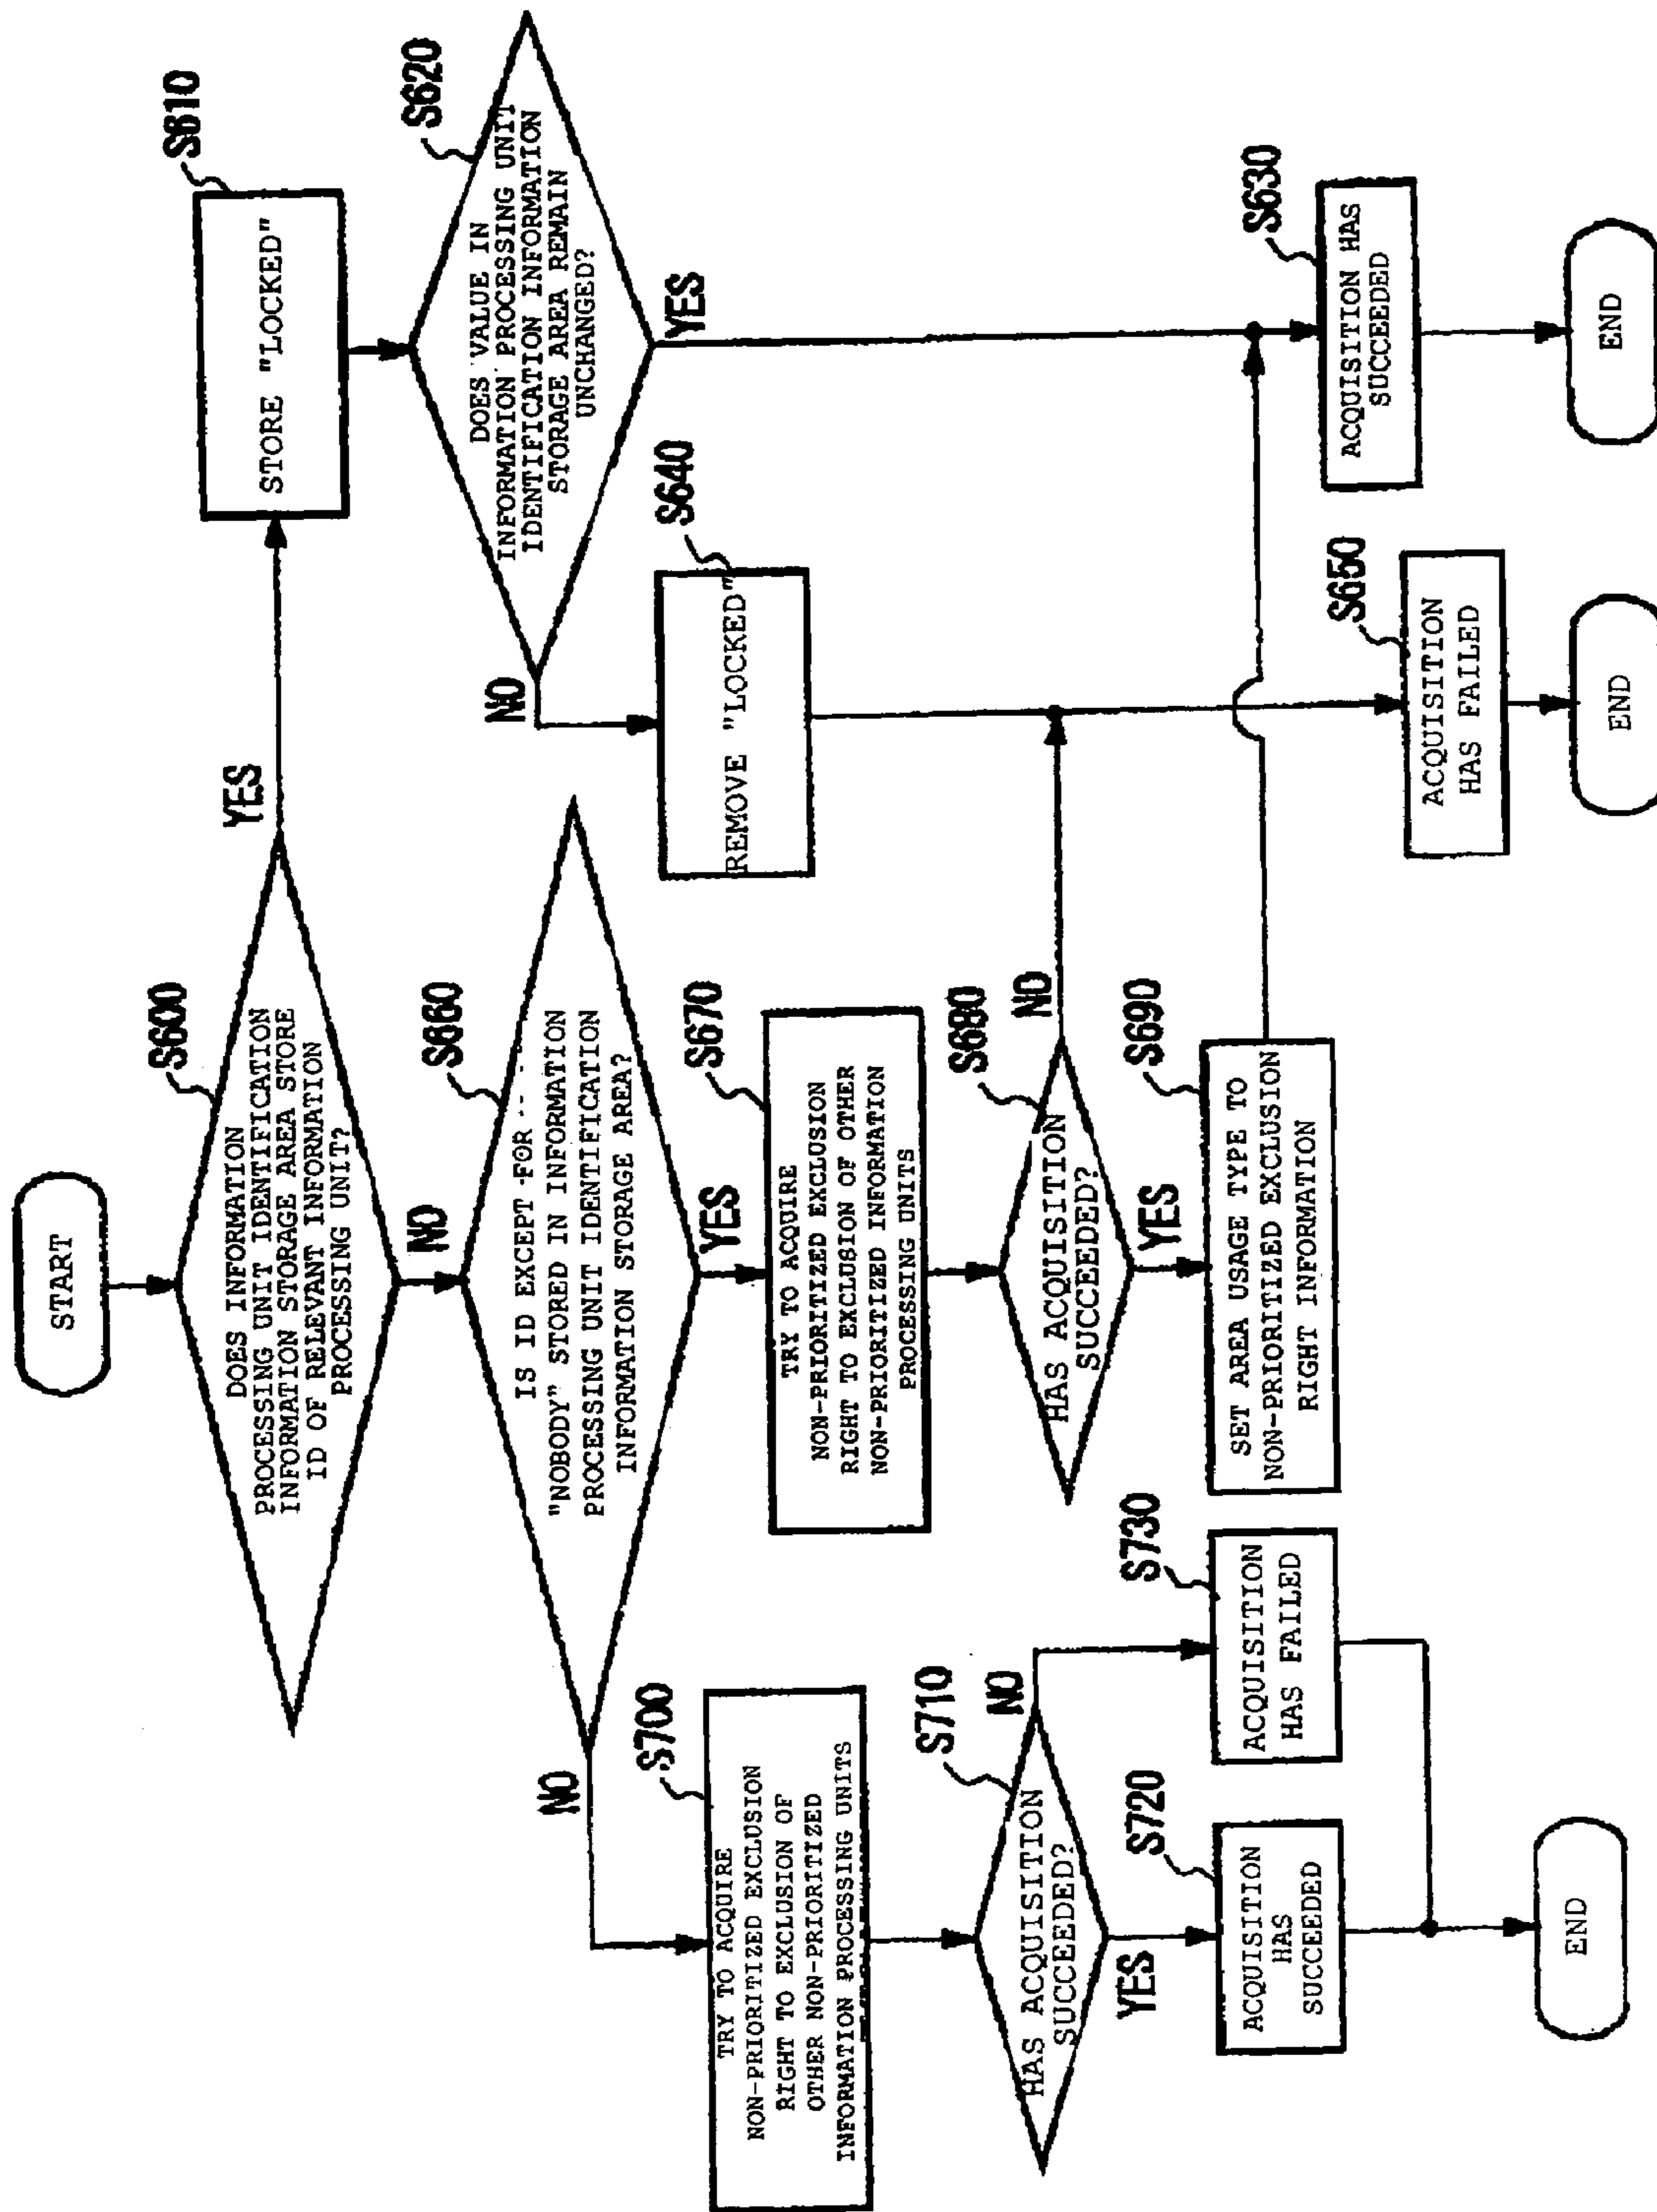 START
S600
DOES INFORMATION
PROCESSING UNIT IDENTIFICATION
INFORMATION STORAGE AREA STORE
ID OF RELEVANT INFORMATION
PROCESSING UNIT?
YES
NO
S610
STORE "LOCKED"
S620
DOES VALUE IN
INFORMATION PROCESSING UNIT
IDENTIFICATION INFORMATION
STORAGE AREA REMAIN
UNCHANGED?
YES
NO
S640
REMOVE "LOCKED"
S630
ACQUISITION HAS
SUCCEEDED
END
S650
ACQUISITION
HAS FAILED
END
S660
IS ID EXCEPT FOR
"NOBODY" STORED IN INFORMATION
PROCESSING UNIT IDENTIFICATION
INFORMATION STORAGE AREA?
YES
NO
S670
TRY TO ACQUIRE
NON-PRIORITIZED EXCLUSION
RIGHT TO EXCLUSION OF OTHER
NON-PRIORITIZED INFORMATION
PROCESSING UNITS
S680
HAS ACQUISITION
SUCCEEDED?
NO
YES
S690
SET AREA USAGE TYPE TO
NON-PRIORITIZED EXCLUSION
RIGHT INFORMATION
S700
TRY TO ACQUIRE
NON-PRIORITIZED EXCLUSION
RIGHT TO EXCLUSION OF
OTHER NON-PRIORITIZED
INFORMATION PROCESSING UNITS
S710
HAS ACQUISITION
SUCCEEDED?
NO
YES
S720
ACQUISITION
HAS
SUCCEEDED
S730
ACQUISITION
HAS FAILED
END